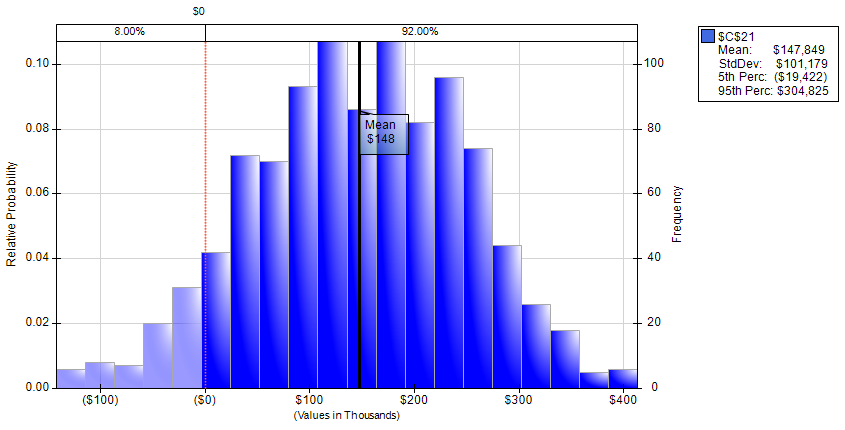 $0
8.00% 92.00%
Relative Probability
0.10
0.08
0.06
0.04
0.02
0.00
Mean
$148
100
80
60
40
20
0
Frequency
($100) ($0) $100 $200 $300 $400
(Values in Thousands)
$C$21
Mean: $147,849
StdDev: $101,179
5th Perc: ($19,422)
95th Perc: $304,825